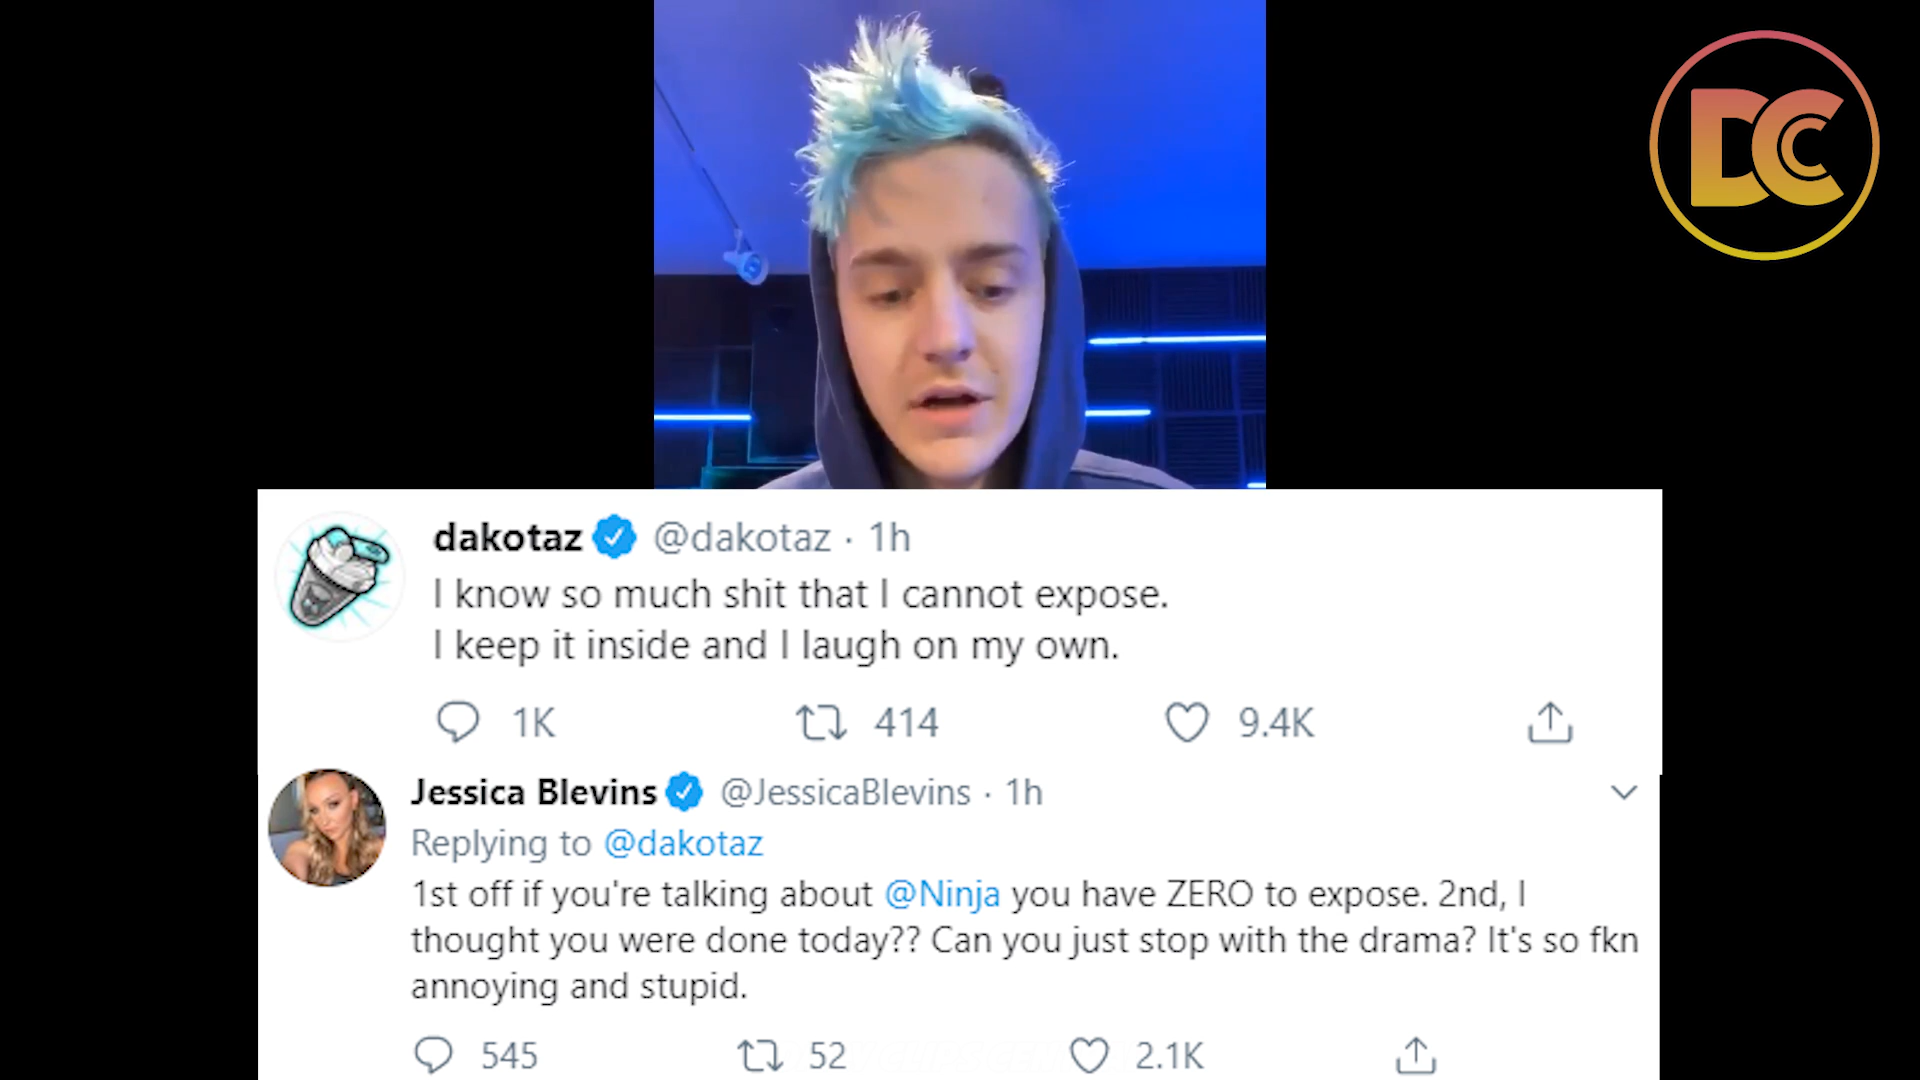 DCC
dakotaz @dakotaz · 1h
I know so much shit that I cannot expose.
I keep it inside and I laugh on my own.
1K 414 9.4K
Jessica Blevins @JessicaBlevins · 1h
Replying to @dakotaz
1st off if you're talking about @Ninja you have ZERO to expose. 2nd, I
thought you were done today?? Can you just stop with the drama? It's so fkn
annoying and stupid.
545 52 2.1K